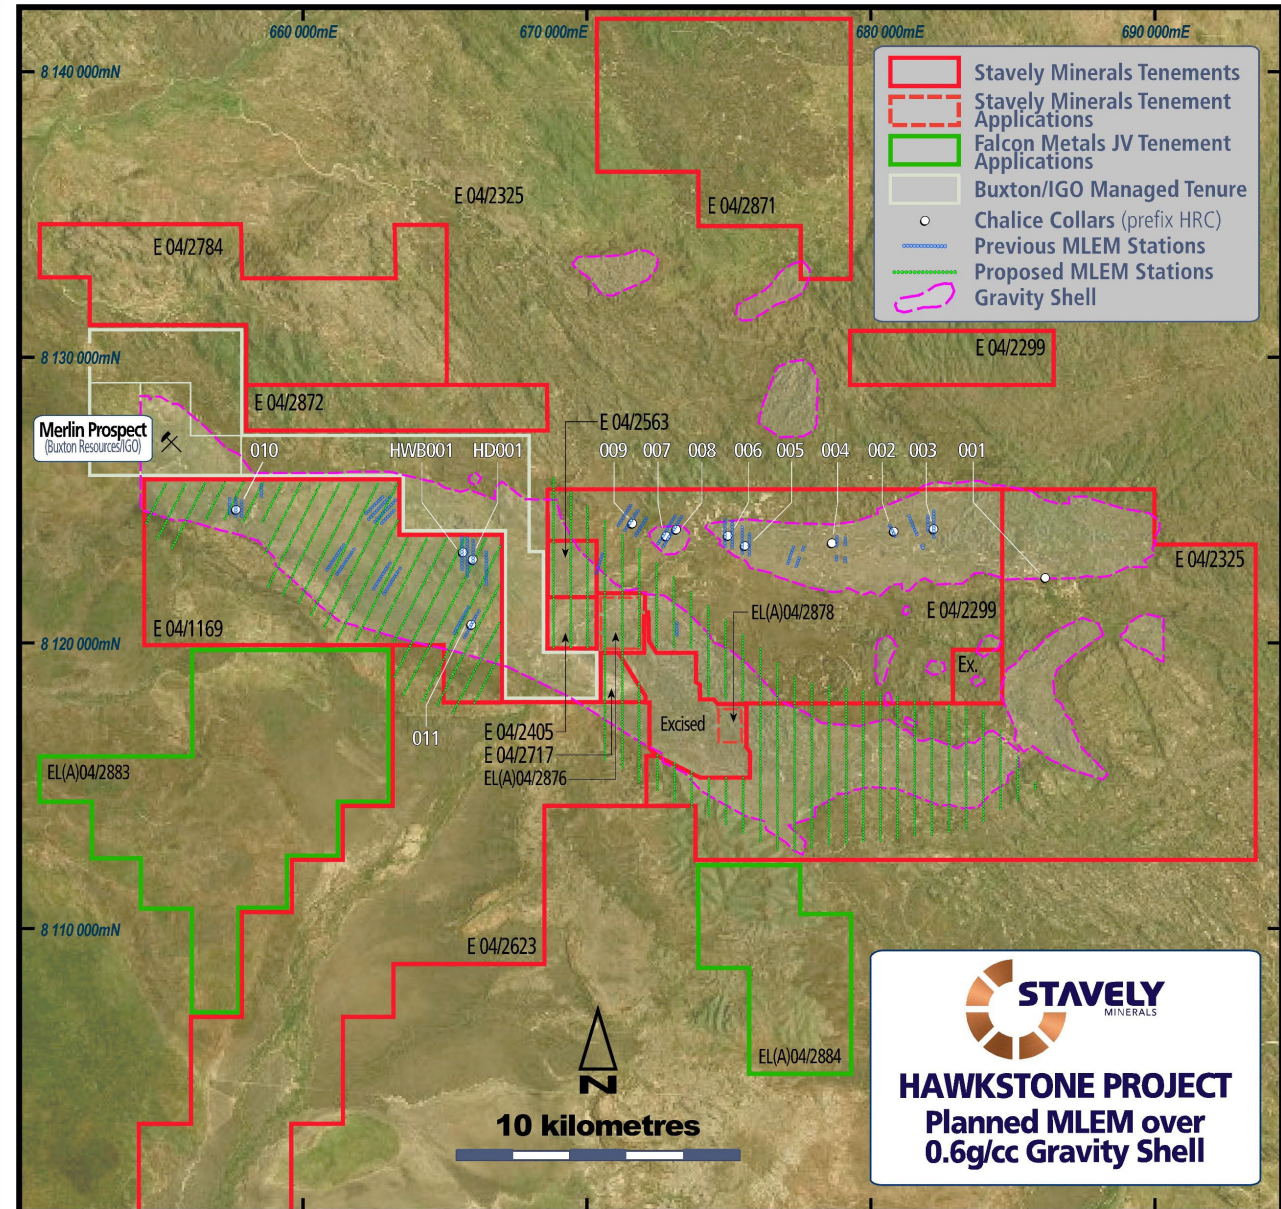 660 000mE
670 000mE
680 000mE
690 000mE
8 140 000mN
8 130 000mN
8 120 000mN
8 110 000mN
Stavely Minerals Tenements
Stavely Minerals Tenement
Applications
Falcon Metals JV Tenement
Applications
Buxton/IGO Managed Tenure
Chalice Collars (prefix HRC)
Previous MLEM Stations
Proposed MLEM Stations
Gravity Shell
E 04/2325
E 04/2871
E 04/2784
E 04/2299
E 04/2872
E 04/2563
Merlin Prospect
(Buxton Resources/IGO)
010
HWB001
HD001
009
007
008
006
005
004
002
003
001
E 04/2325
E 04/2299
EL(A)04/2878
E 04/1169
Ex.
Excised
011
E 04/2405
E 04/2717
EL(A)04/2876
EL(A)04/2883
E 04/2623
EL(A)04/2884
N
10 kilometres
STAVELY
MINERALS
HAWKSTONE PROJECT
Planned MLEM over
0.6g/cc Gravity Shell